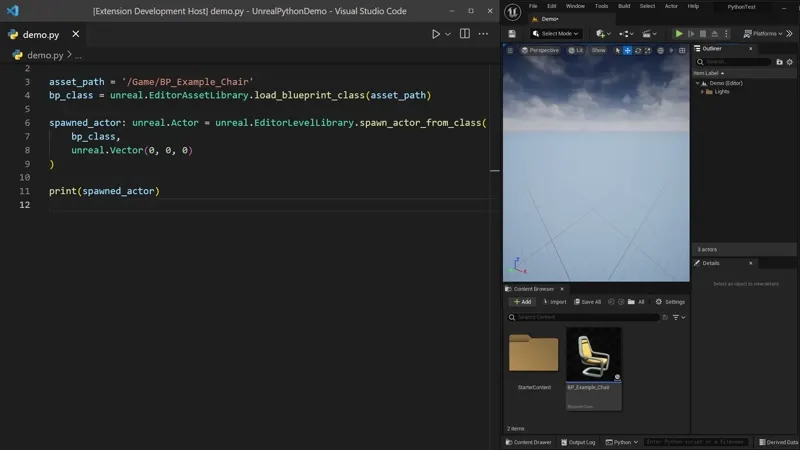 [Extension Development Host] demo.py - UnrealPythonDemo - Visual Studio Code
demo.py
demo.py > ...
2
3 asset_path = '/Game/BP_Example_Chair'
4 bp_class = unreal.EditorAssetLibrary.load_blueprint_class(asset_path)
5
6 spawned_actor: unreal.Actor = unreal.EditorLevelLibrary.spawn_actor_from_class(
7 bp_class,
8 unreal.Vector(0, 0, 0)
9 )
10
11 print(spawned_actor)
12
File Edit Window Tools Build Select Actor Help PythonTest
Demo•
Select Mode
Platforms
Perspective Lit Show
Outliner
Search...
Item Label
Demo (Editor)
Lights
3 actors
Details
Select an object to view details
Content Browser
Add Import Save All All Settings
Search Content
StarterContent
BP_Example_Chair
Blueprint Class
2 items
Content Drawer Output Log Python Enter Python script or a filename Derived Data